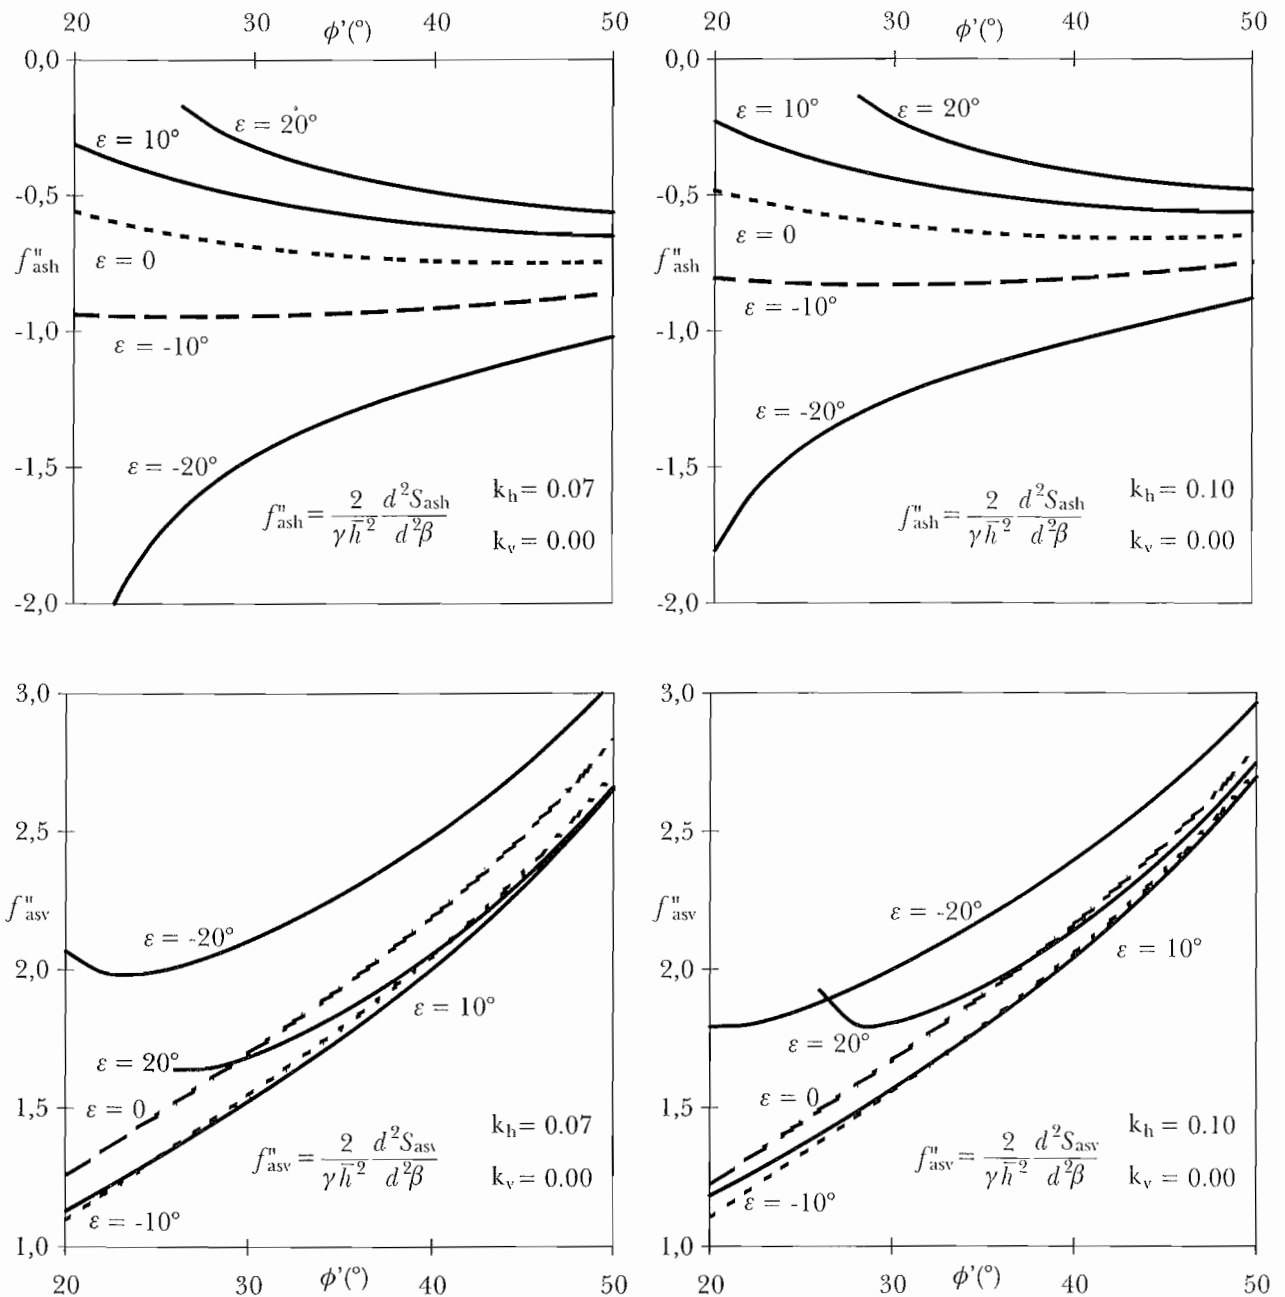 20 30 φ'(°) 40 50
0,0
ε = 20°
ε = 10°
-0,5
f''ash
ε = 0
-1,0
ε = -10°
-1,5
ε = -20°
f''ash = 2/γh̄² d²Sash/d²β
kh = 0.07
kv = 0.00
-2,0
20 30 φ'(°) 40 50
0,0
ε = 10°
ε = 20°
-0,5
ε = 0
f''ash
ε = -10°
-1,0
ε = -20°
-1,5
f''ash = 2/γh̄² d²Sash/d²β
kh = 0.10
kv = 0.00
-2,0
3,0
2,5
f''asv
ε = -20°
2,0
ε = 10°
ε = 20°
1,5
ε = 0
f''asv = 2/γh̄² d²Sasv/d²β
kh = 0.07
kv = 0.00
ε = -10°
1,0
20 30 φ'(°) 40 50
3,0
2,5
f''asv
ε = -20°
2,0
ε = 10°
ε = 20°
1,5
ε = 0
f''asv = 2/γh̄² d²Sasv/d²β
kh = 0.10
kv = 0.00
ε = -10°
1,0
20 30 φ'(°) 40 50